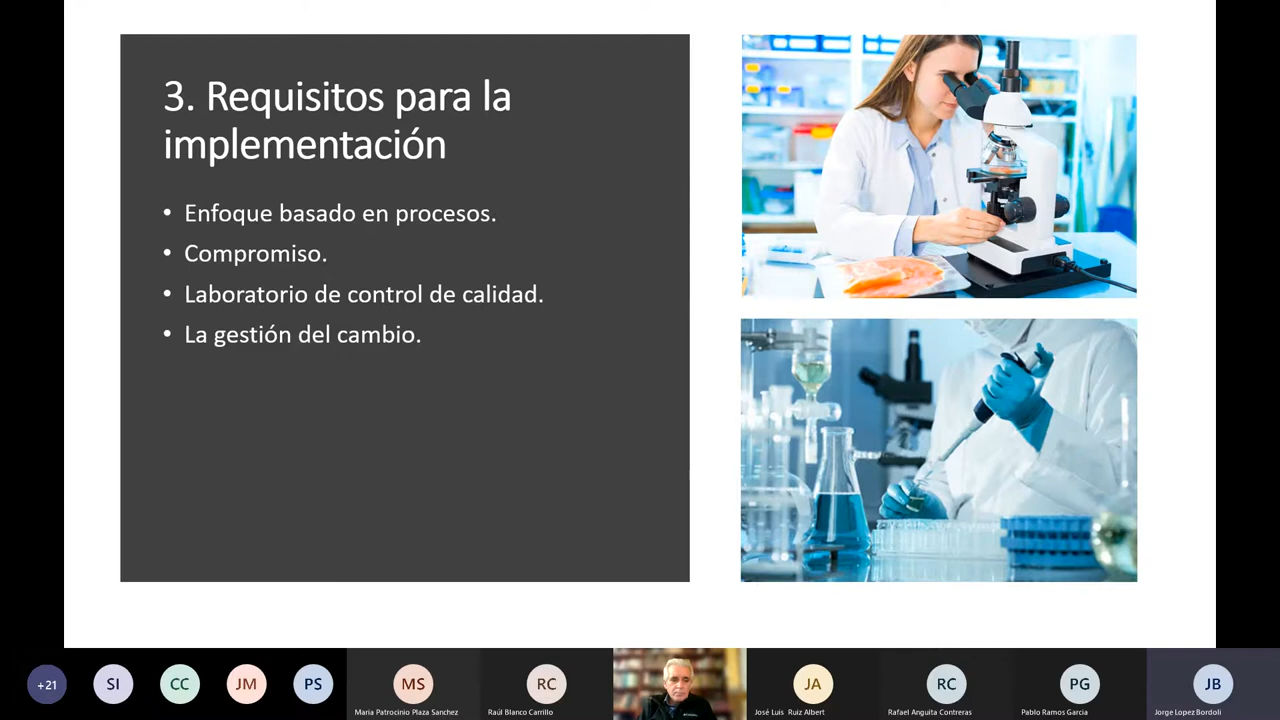 3. Requisitos para la
implementación
• Enfoque basado en procesos.
• Compromiso.
• Laboratorio de control de calidad.
• La gestión del cambio.
+21
SI
CC
JM
PS
MS
RC
JA
RC
PG
JB
Maria Patrocinio Plaza Sanchez
Raúl Blanco Carrillo
José Luis Ruiz Albert
Rafael Anguita Contreras
Pablo Ramos Garcia
Jorge Lopez Bordoli